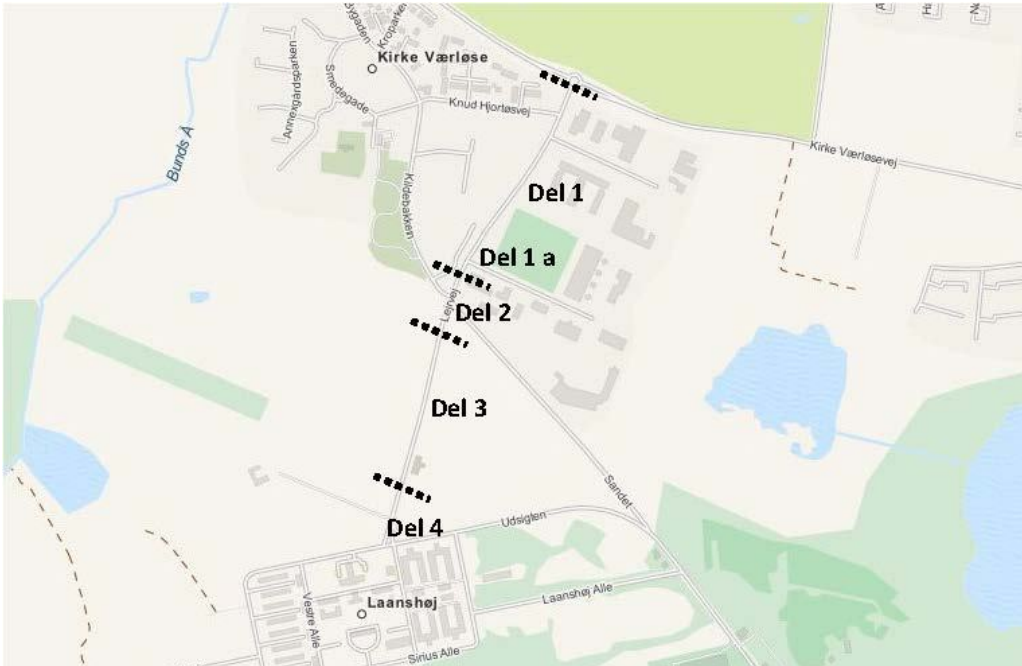 Bygaden
Kroparken
Kirke Værløse
Annexgårdsparken
Smedegade
Knud Hjortøsvej
Kirke Værløsevej
Bunds Å
Kildebakken
Del 1
Del 1 a
Lejrvej
Del 2
Del 3
Sandet
Del 4
Udsigten
Laanshøj
Vestre Alle
Laanshøj Alle
Sirius Alle